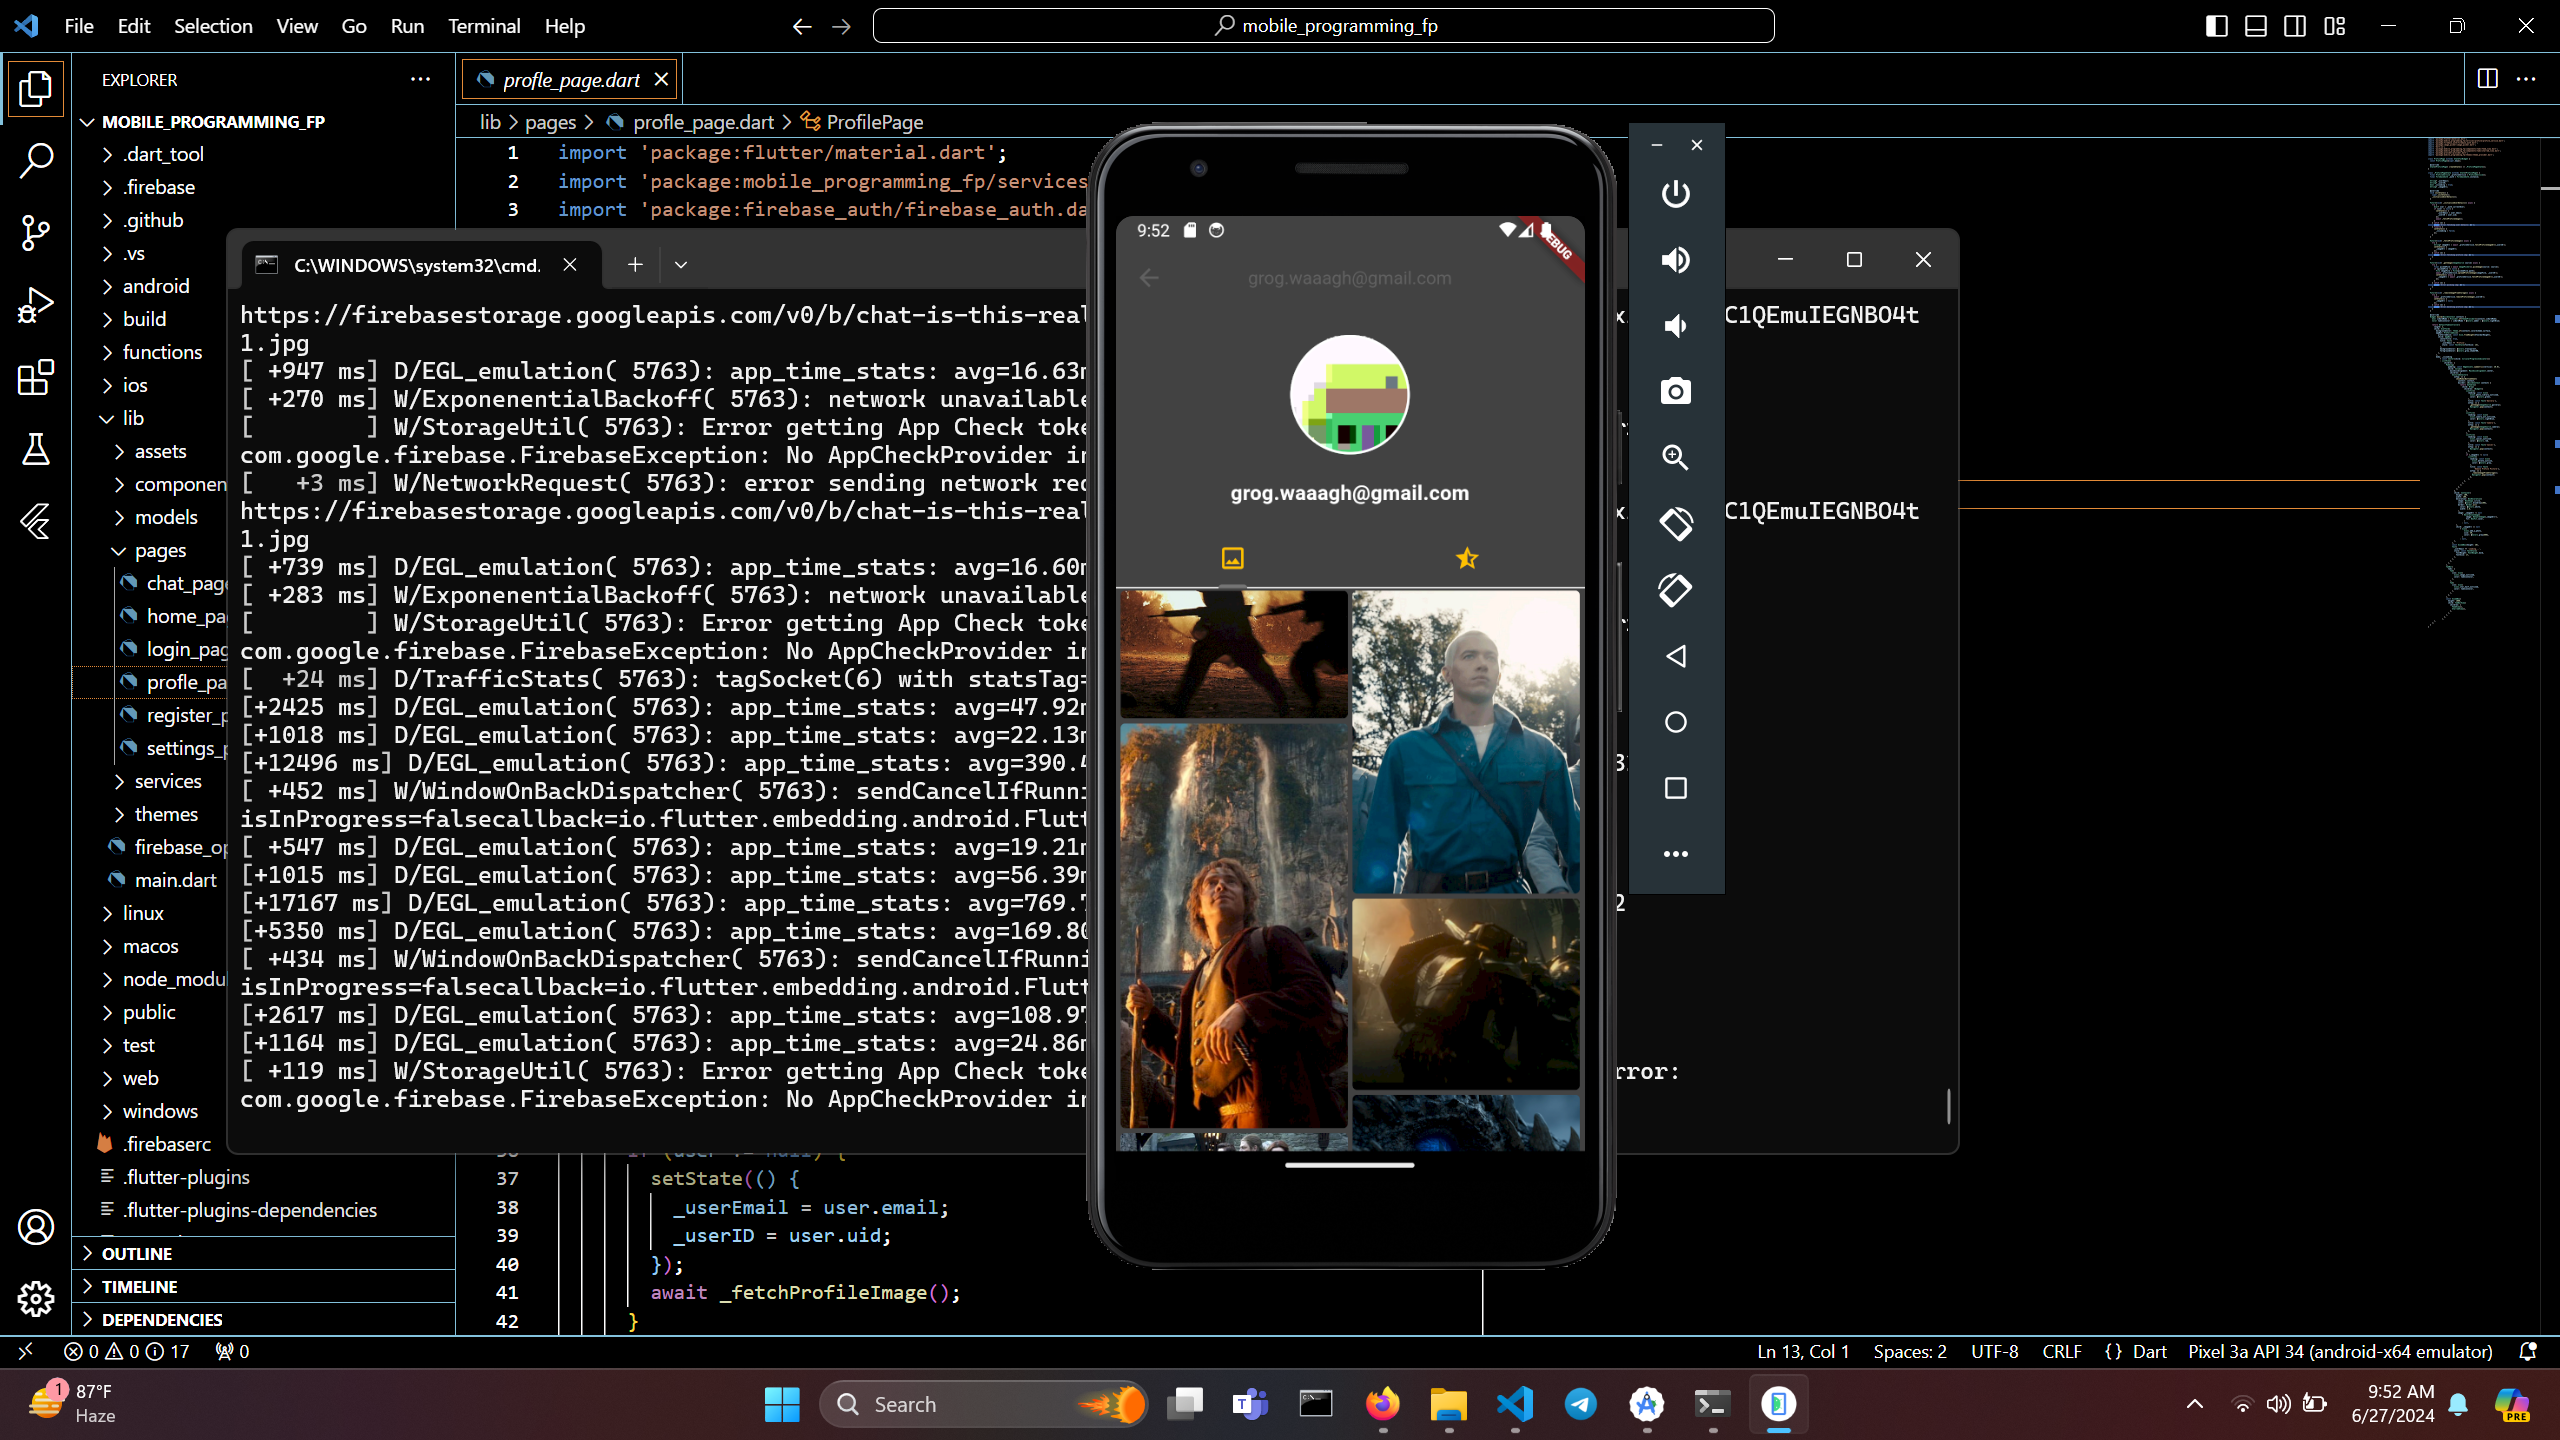 File Edit Selection View Go Run Terminal Help
mobile_programming_fp
EXPLORER
MOBILE_PROGRAMMING_FP
.dart_tool
.firebase
.github
.vs
android
build
functions
ios
lib
assets
componen
models
pages
chat_pag
home_pa
login_pag
profle_pa
register_p
settings_p
services
themes
firebase_op
main.dart
linux
macos
node_modu
public
test
web
windows
.firebaserc
.flutter-plugins
.flutter-plugins-dependencies
OUTLINE
TIMELINE
DEPENDENCIES
profle_page.dart
lib > pages > profle_page.dart > ProfilePage
1 import 'package:flutter/material.dart';
2 import 'package:mobile_programming_fp/services
3 import 'package:firebase_auth/firebase_auth.da
C:\WINDOWS\system32\cmd.
https://firebasestorage.googleapis.com/v0/b/chat-is-this-real
C1QEmuIEGNBO4t
1.jpg
[ +947 ms] D/EGL_emulation( 5763): app_time_stats: avg=16.63m
[ +270 ms] W/ExponenentialBackoff( 5763): network unavailable
[ ] W/StorageUtil( 5763): Error getting App Check toke
com.google.firebase.FirebaseException: No AppCheckProvider in
[ +3 ms] W/NetworkRequest( 5763): error sending network req
https://firebasestorage.googleapis.com/v0/b/chat-is-this-real
C1QEmuIEGNBO4t
1.jpg
[ +739 ms] D/EGL_emulation( 5763): app_time_stats: avg=16.60m
[ +283 ms] W/ExponenentialBackoff( 5763): network unavailable
[ ] W/StorageUtil( 5763): Error getting App Check toke
com.google.firebase.FirebaseException: No AppCheckProvider in
[ +24 ms] D/TrafficStats( 5763): tagSocket(6) with statsTag=
[+2425 ms] D/EGL_emulation( 5763): app_time_stats: avg=47.92m
[+1018 ms] D/EGL_emulation( 5763): app_time_stats: avg=22.13m
[+12496 ms] D/EGL_emulation( 5763): app_time_stats: avg=390.4
[ +452 ms] W/WindowOnBackDispatcher( 5763): sendCancelIfRunni
isInProgress=falsecallback=io.flutter.embedding.android.Flutt
[ +547 ms] D/EGL_emulation( 5763): app_time_stats: avg=19.21m
[+1015 ms] D/EGL_emulation( 5763): app_time_stats: avg=56.39m
[+17167 ms] D/EGL_emulation( 5763): app_time_stats: avg=769.7
2
[+5350 ms] D/EGL_emulation( 5763): app_time_stats: avg=169.80
[ +434 ms] W/WindowOnBackDispatcher( 5763): sendCancelIfRunni
isInProgress=falsecallback=io.flutter.embedding.android.Flutt
[+2617 ms] D/EGL_emulation( 5763): app_time_stats: avg=108.97
[+1164 ms] D/EGL_emulation( 5763): app_time_stats: avg=24.86m
[ +119 ms] W/StorageUtil( 5763): Error getting App Check toke
rror:
com.google.firebase.FirebaseException: No AppCheckProvider in
9:52
DEBUG
grog.waaagh@gmail.com
grog.waaagh@gmail.com
37 setState(() {
38 _userEmail = user.email;
39 _userID = user.uid;
40 });
41 await _fetchProfileImage();
42 }
0 0 17 0
Ln 13, Col 1 Spaces: 2 UTF-8 CRLF {} Dart Pixel 3a API 34 (android-x64 emulator)
1
87°F
Haze
Search
PRE
9:52 AM
6/27/2024